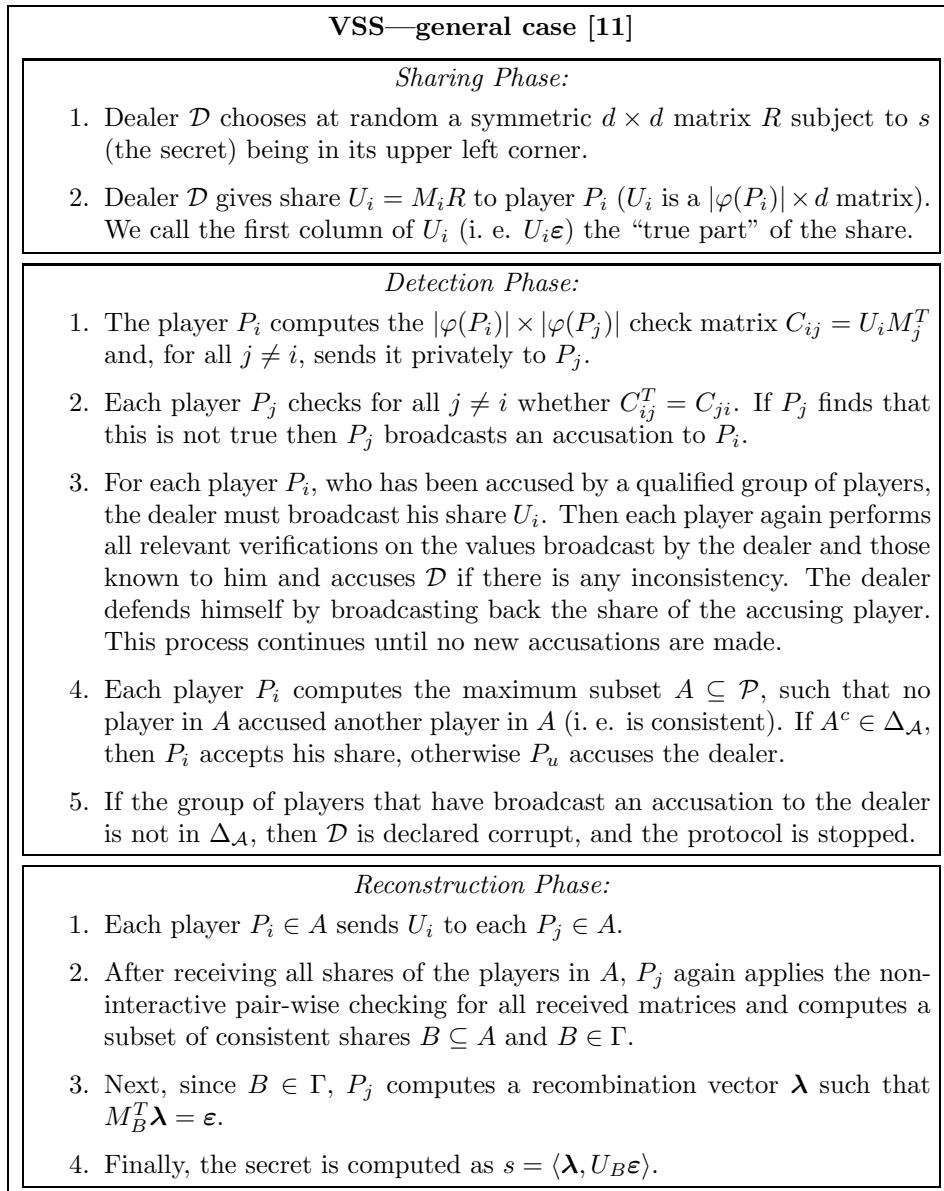 VSS—general case [11]
Sharing Phase:
1. Dealer 𝒟 chooses at random a symmetric d × d matrix R subject to s
(the secret) being in its upper left corner.
2. Dealer 𝒟 gives share U_i = M_iR to player P_i (U_i is a |φ(P_i)| × d matrix).
We call the first column of U_i (i. e. U_i𝜺) the “true part” of the share.
Detection Phase:
1. The player P_i computes the |φ(P_i)| × |φ(P_j)| check matrix C_{ij} = U_iM_j^T
and, for all j ≠ i, sends it privately to P_j.
2. Each player P_j checks for all j ≠ i whether C_{ij}^T = C_{ji}. If P_j finds that
this is not true then P_j broadcasts an accusation to P_i.
3. For each player P_i, who has been accused by a qualified group of players,
the dealer must broadcast his share U_i. Then each player again performs
all relevant verifications on the values broadcast by the dealer and those
known to him and accuses 𝒟 if there is any inconsistency. The dealer
defends himself by broadcasting back the share of the accusing player.
This process continues until no new accusations are made.
4. Each player P_i computes the maximum subset A ⊆ 𝒫, such that no
player in A accused another player in A (i. e. is consistent). If A^c ∈ Δ_𝒜,
then P_i accepts his share, otherwise P_u accuses the dealer.
5. If the group of players that have broadcast an accusation to the dealer
is not in Δ_𝒜, then 𝒟 is declared corrupt, and the protocol is stopped.
Reconstruction Phase:
1. Each player P_i ∈ A sends U_i to each P_j ∈ A.
2. After receiving all shares of the players in A, P_j again applies the non-
interactive pair-wise checking for all received matrices and computes a
subset of consistent shares B ⊆ A and B ∈ Γ.
3. Next, since B ∈ Γ, P_j computes a recombination vector 𝝀 such that
M_B^T𝝀 = 𝜺.
4. Finally, the secret is computed as s = ⟨𝝀, U_B𝜺⟩.